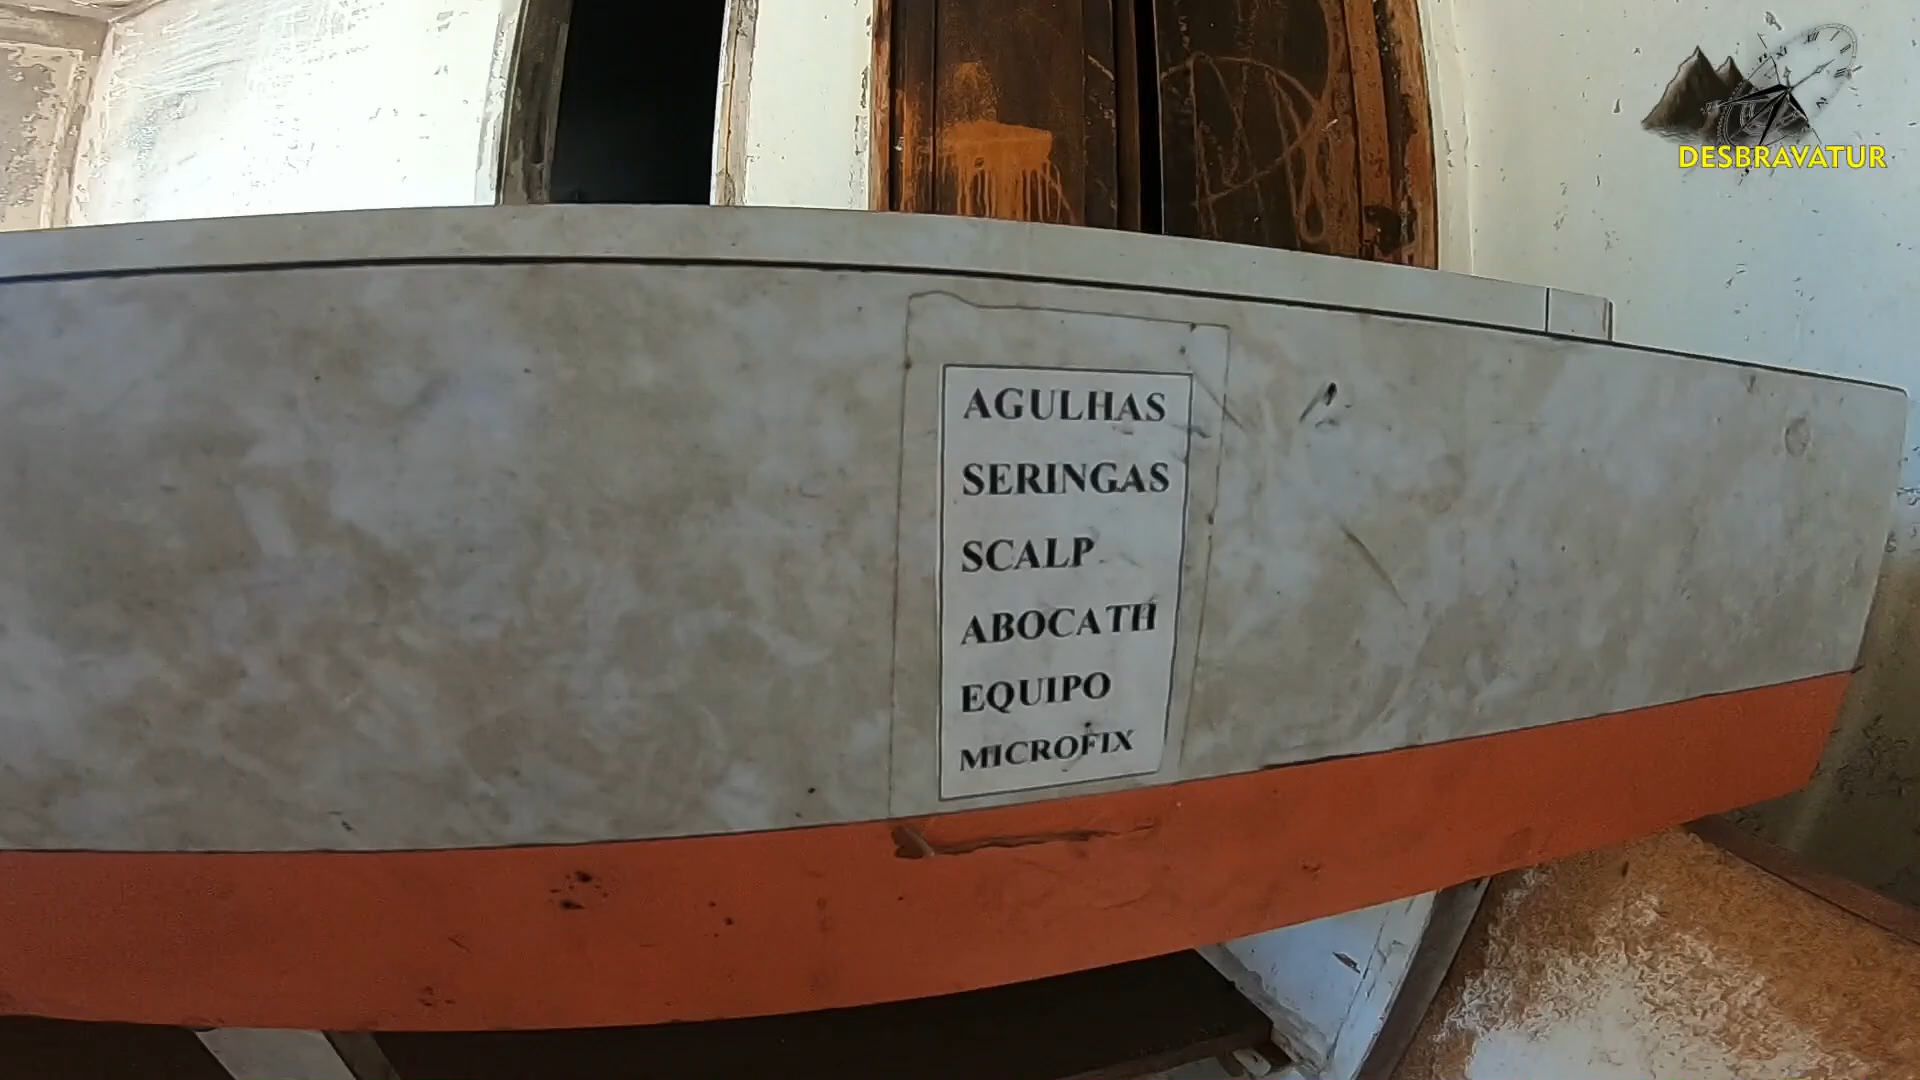 DESBRAVATUR
AGULHAS
SERINGAS
SCALP
ABOCATH
EQUIPO
MICROFIX